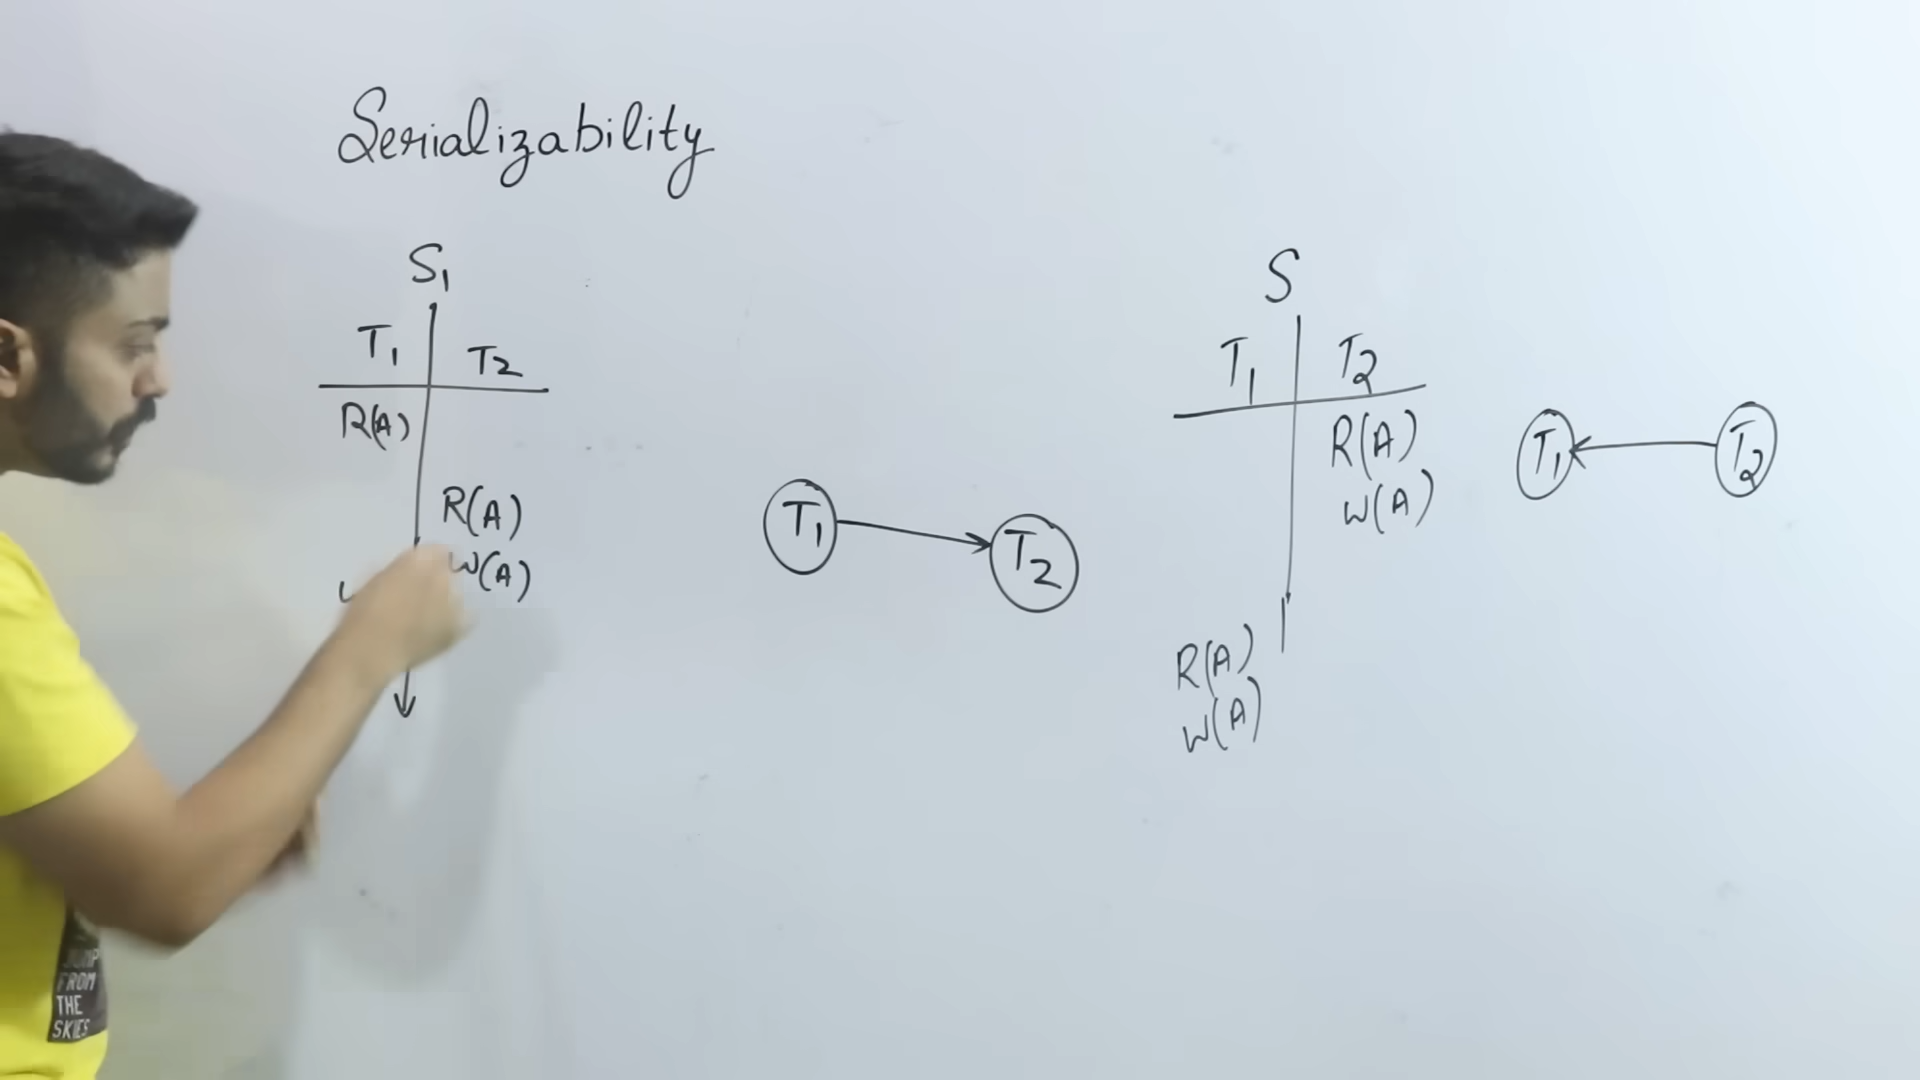 Serializability
S1
T1 T2
R(A)
R(A)
W(A)
T1
T2
S
T1 T2
R(A)
W(A)
R(A)
W(A)
T1
T2
FROM
THE
SKIES